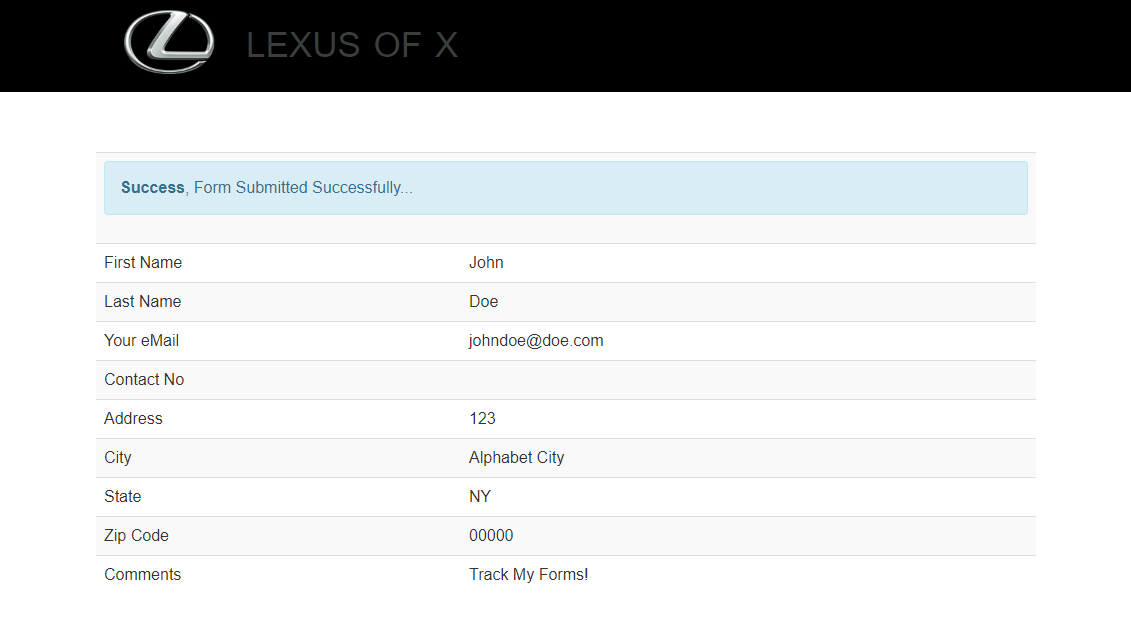 LEXUS OF X
Success, Form Submitted Successfully...
First Name John
Last Name Doe
Your eMail johndoe@doe.com
Contact No
Address 123
City Alphabet City
State NY
Zip Code 00000
Comments Track My Forms!